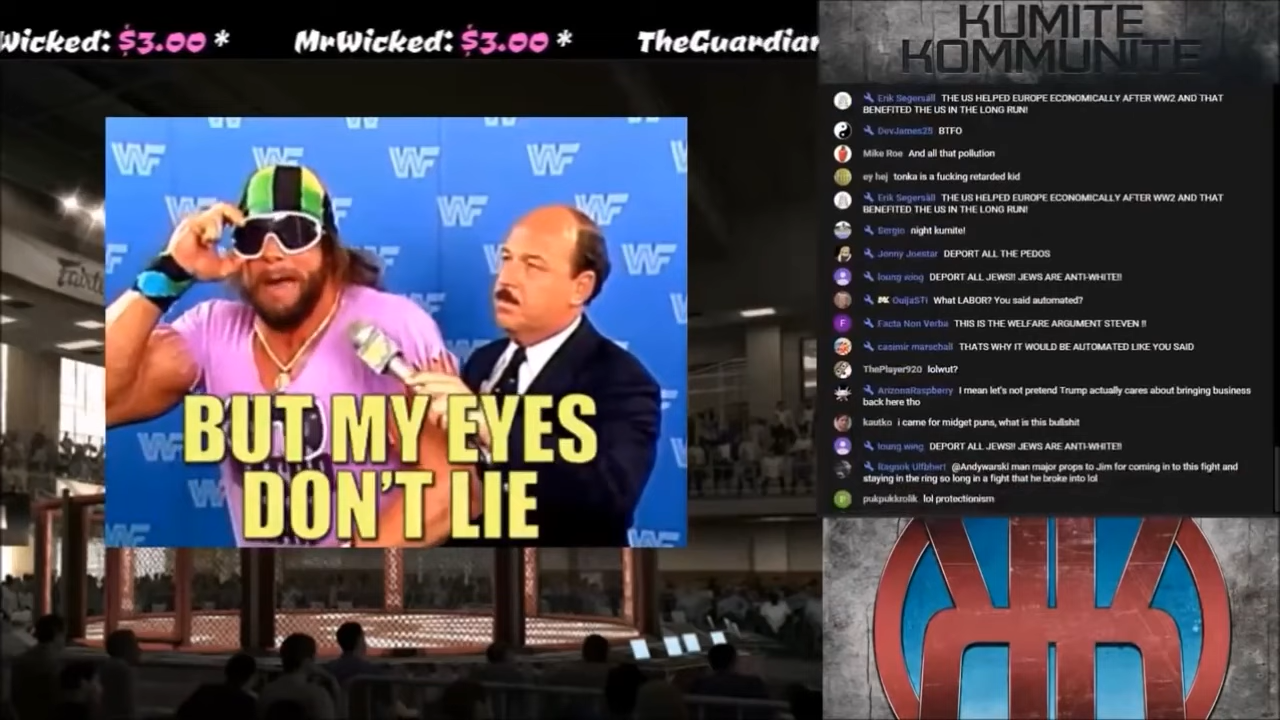 Wicked: $3.00 * MrWicked: $3.00 * TheGuardian
KUMITE
KOMMUNITE
Erik Segersäll THE US HELPED EUROPE ECONOMICALLY AFTER WW2 AND THAT
BENEFITED THE US IN THE LONG RUN!
DevJames25 BTFO
Mike Roe And all that pollution
ey hej tonka is a fucking retarded kid
Erik Segersäll THE US HELPED EUROPE ECONOMICALLY AFTER WW2 AND THAT
BENEFITED THE US IN THE LONG RUN!
Sergio night kumite!
Jonny Joestar DEPORT ALL THE PEDOS
loung wing DEPORT ALL JEWS!! JEWS ARE ANTI-WHITE!!
OuijaSTi What LABOR? You said automated?
F Facta Non Verba THIS IS THE WELFARE ARGUMENT STEVEN !!
casimir marschall THATS WHY IT WOULD BE AUTOMATED LIKE YOU SAID
ThePlayer920 lolwut?
ArizonaRaspberry I mean let's not pretend Trump actually cares about bringing business
back here tho
kautko i came for midget puns, what is this bullshit
loung wing DEPORT ALL JEWS!! JEWS ARE ANTI-WHITE!!
@Andywarski man major props to Jim for coming in to this fight and
staying in the ring so long in a fight that he broke into lol
P pukpukkrolik lol protectionism
WF WF WF WF
WF WF WF WF
BUT MY EYES
DON'T LIE
Fairtex